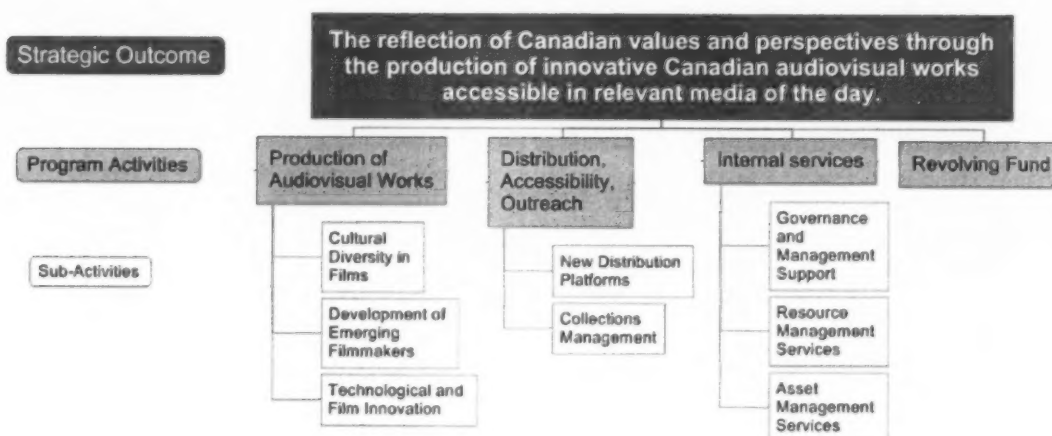 Strategic Outcome
The reflection of Canadian values and perspectives through
the production of innovative Canadian audiovisual works
accessible in relevant media of the day.
Program Activities
Production of
Audiovisual Works
Distribution,
Accessibility,
Outreach
Internal services
Revolving Fund
Sub-Activities
Cultural
Diversity in
Films
Development of
Emerging
Filmmakers
Technological and
Film Innovation
New Distribution
Platforms
Collections
Management
Governance
and
Management
Support
Resource
Management
Services
Asset
Management
Services